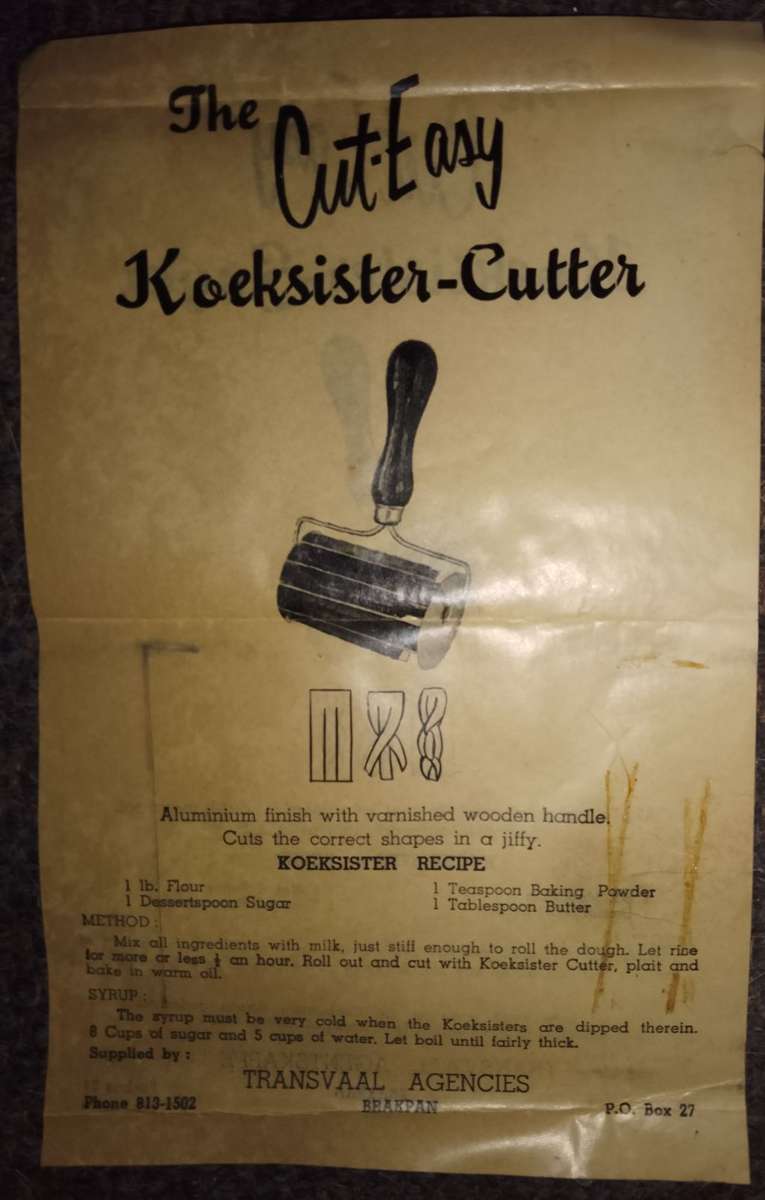 The Cut-Easy
Koeksister-Cutter
Aluminium finish with varnished wooden handle.
Cuts the correct shapes in a jiffy.
KOEKSISTER RECIPE
1 lb. Flour 1 Teaspoon Baking Powder
1 Dessertspoon Sugar 1 Tablespoon Butter
METHOD :
Mix all ingredients with milk, just stiff enough to roll the dough. Let rise
for more or less ½ an hour. Roll out and cut with Koeksister Cutter, plait and
bake in warm oil.
SYRUP :
The syrup must be very cold when the Koeksisters are dipped therein.
8 Cups of sugar and 5 cups of water. Let boil until fairly thick.
Supplied by :
TRANSVAAL AGENCIES
Phone 813-1502 BRAKPAN P.O. Box 27